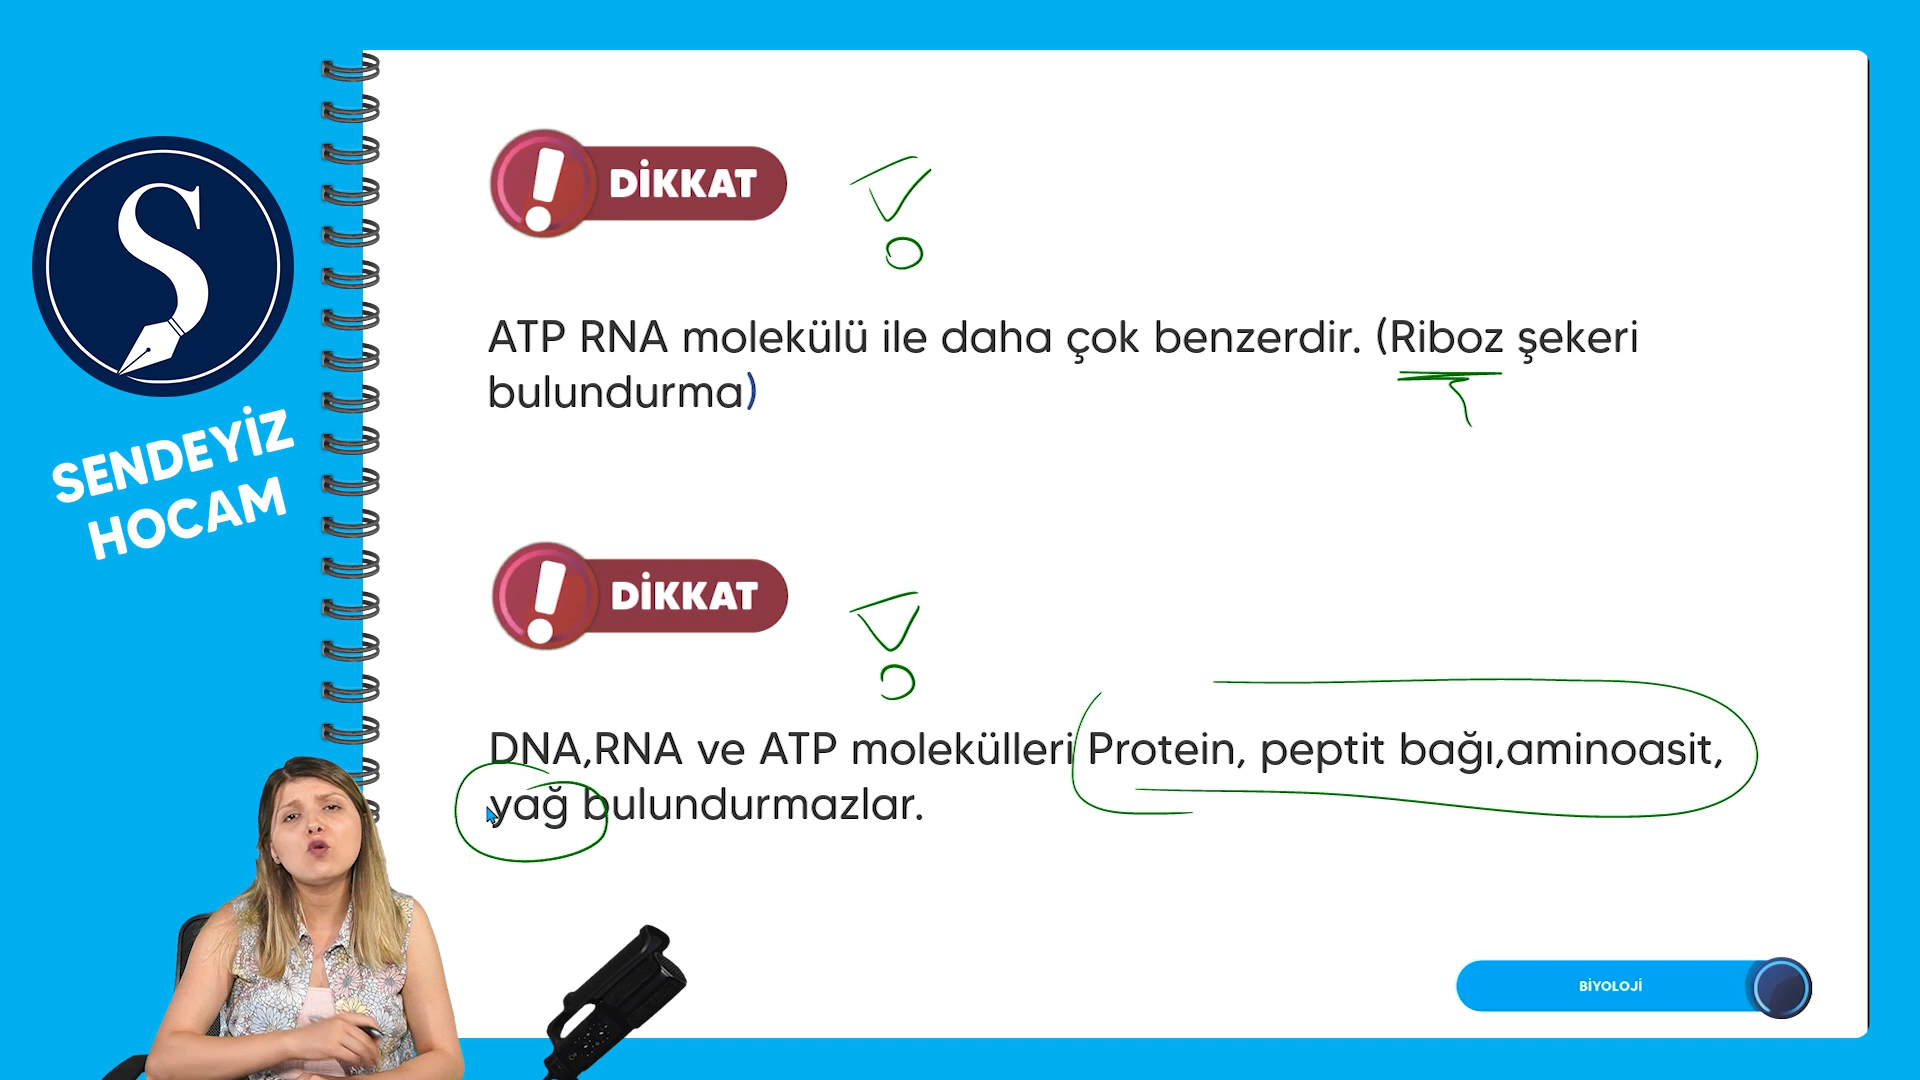 S
SENDEYİZ
HOCAM
DİKKAT
ATP RNA molekülü ile daha çok benzerdir. (Riboz şekeri
bulundurma)
DİKKAT
DNA,RNA ve ATP molekülleri Protein, peptit bağı,aminoasit,
yağ bulundurmazlar.
BİYOLOJİ